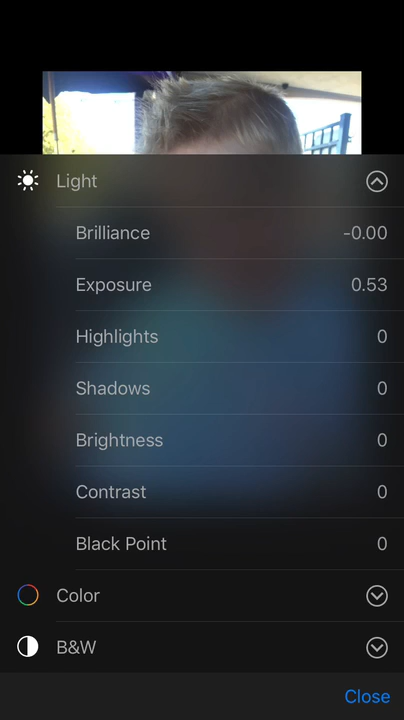 Light
Brilliance -0.00
Exposure 0.53
Highlights 0
Shadows 0
Brightness 0
Contrast 0
Black Point 0
Color
B&W
Close